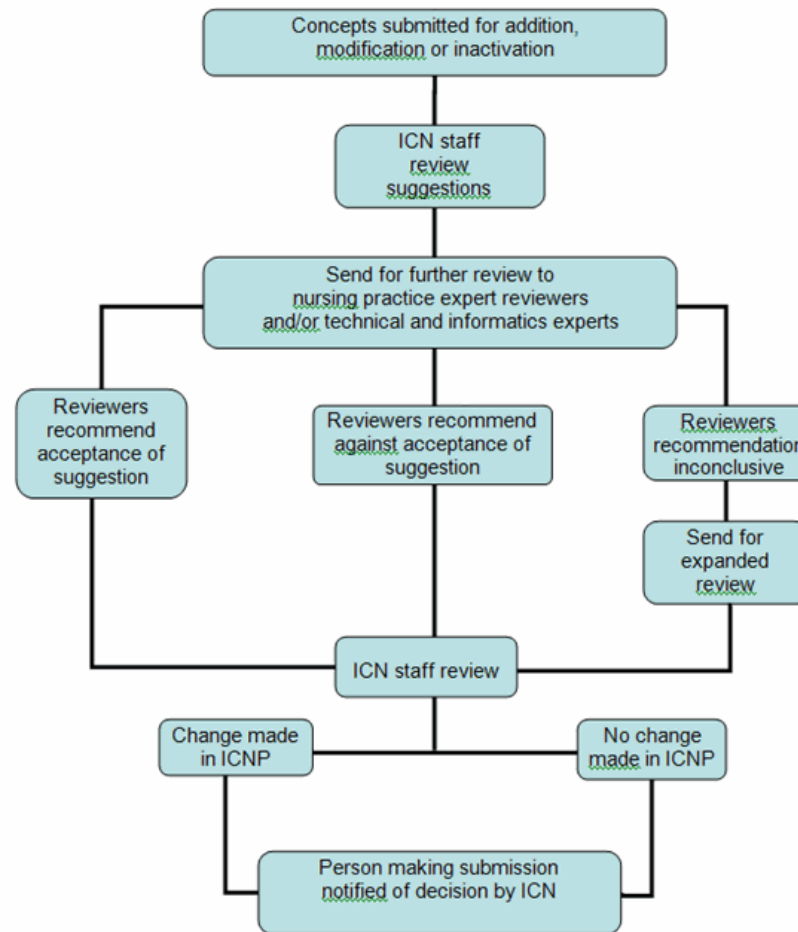 Concepts submitted for addition,
modification or inactivation
ICN staff
review
suggestions
Send for further review to
nursing practice expert reviewers
and/or technical and informatics experts
Reviewers
recommend
acceptance of
suggestion
Reviewers recommend
against acceptance of
suggestion
Reviewers
recommendation
inconclusive
Send for
expanded
review
ICN staff review
Change made
in ICNP
No change
made in ICNP
Person making submission
notified of decision by ICN